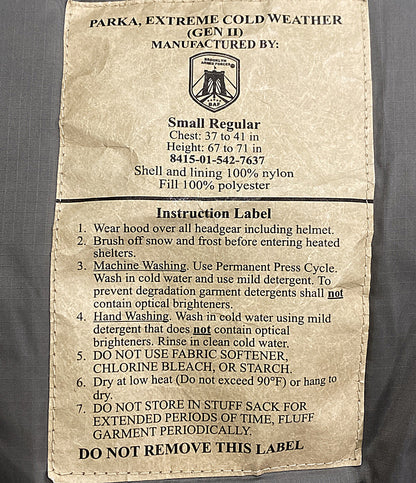 PARKA, EXTREME COLD WEATHER
(GEN II)
MANUFACTURED BY:
BROOKLYN
ARMED FORCES
BAF
Small Regular
Chest: 37 to 41 in
Height: 67 to 71 in
8415-01-542-7637
Shell and lining 100% nylon
Fill 100% polyester
Instruction Label
1. Wear hood over all headgear including helmet.
2. Brush off snow and frost before entering heated
shelters.
3. Machine Washing. Use Permanent Press Cycle.
Wash in cold water and use mild detergent. To
prevent degradation garment detergents shall not
contain optical brighteners.
4. Hand Washing. Wash in cold water using mild
detergent that does not contain optical
brighteners. Rinse in clean cold water.
5. DO NOT USE FABRIC SOFTENER,
CHLORINE BLEACH, OR STARCH.
6. Dry at low heat (Do not exceed 90°F) or hang to
dry.
7. DO NOT STORE IN STUFF SACK FOR
EXTENDED PERIODS OF TIME, FLUFF
GARMENT PERIODICALLY.
DO NOT REMOVE THIS LABEL